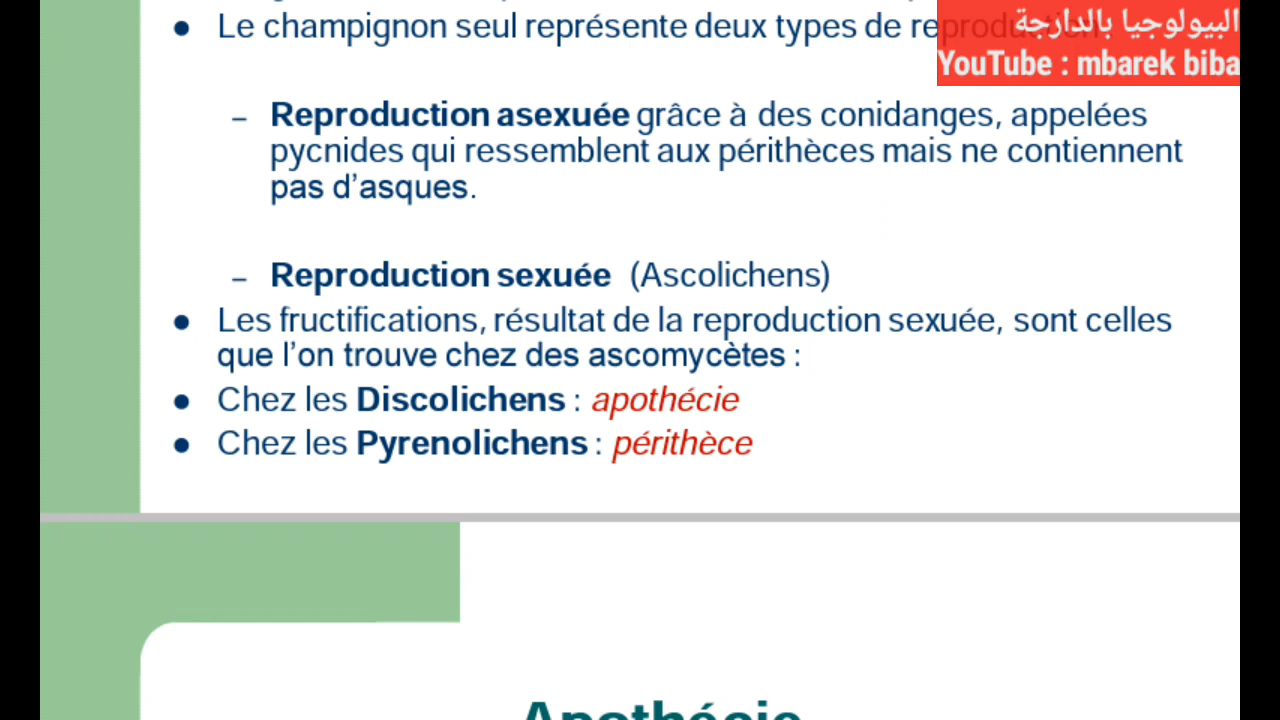 Le champignon seul représente deux types de reproduction
البيولوجيا بالدارجة
YouTube : mbarek biba
– Reproduction asexuée grâce à des conidanges, appelées
pycnides qui ressemblent aux périthèces mais ne contiennent
pas d’asques.
– Reproduction sexuée (Ascolichens)
Les fructifications, résultat de la reproduction sexuée, sont celles
que l’on trouve chez des ascomycètes :
Chez les Discolichens : apothécie
Chez les Pyrenolichens : périthèce
Apothécie